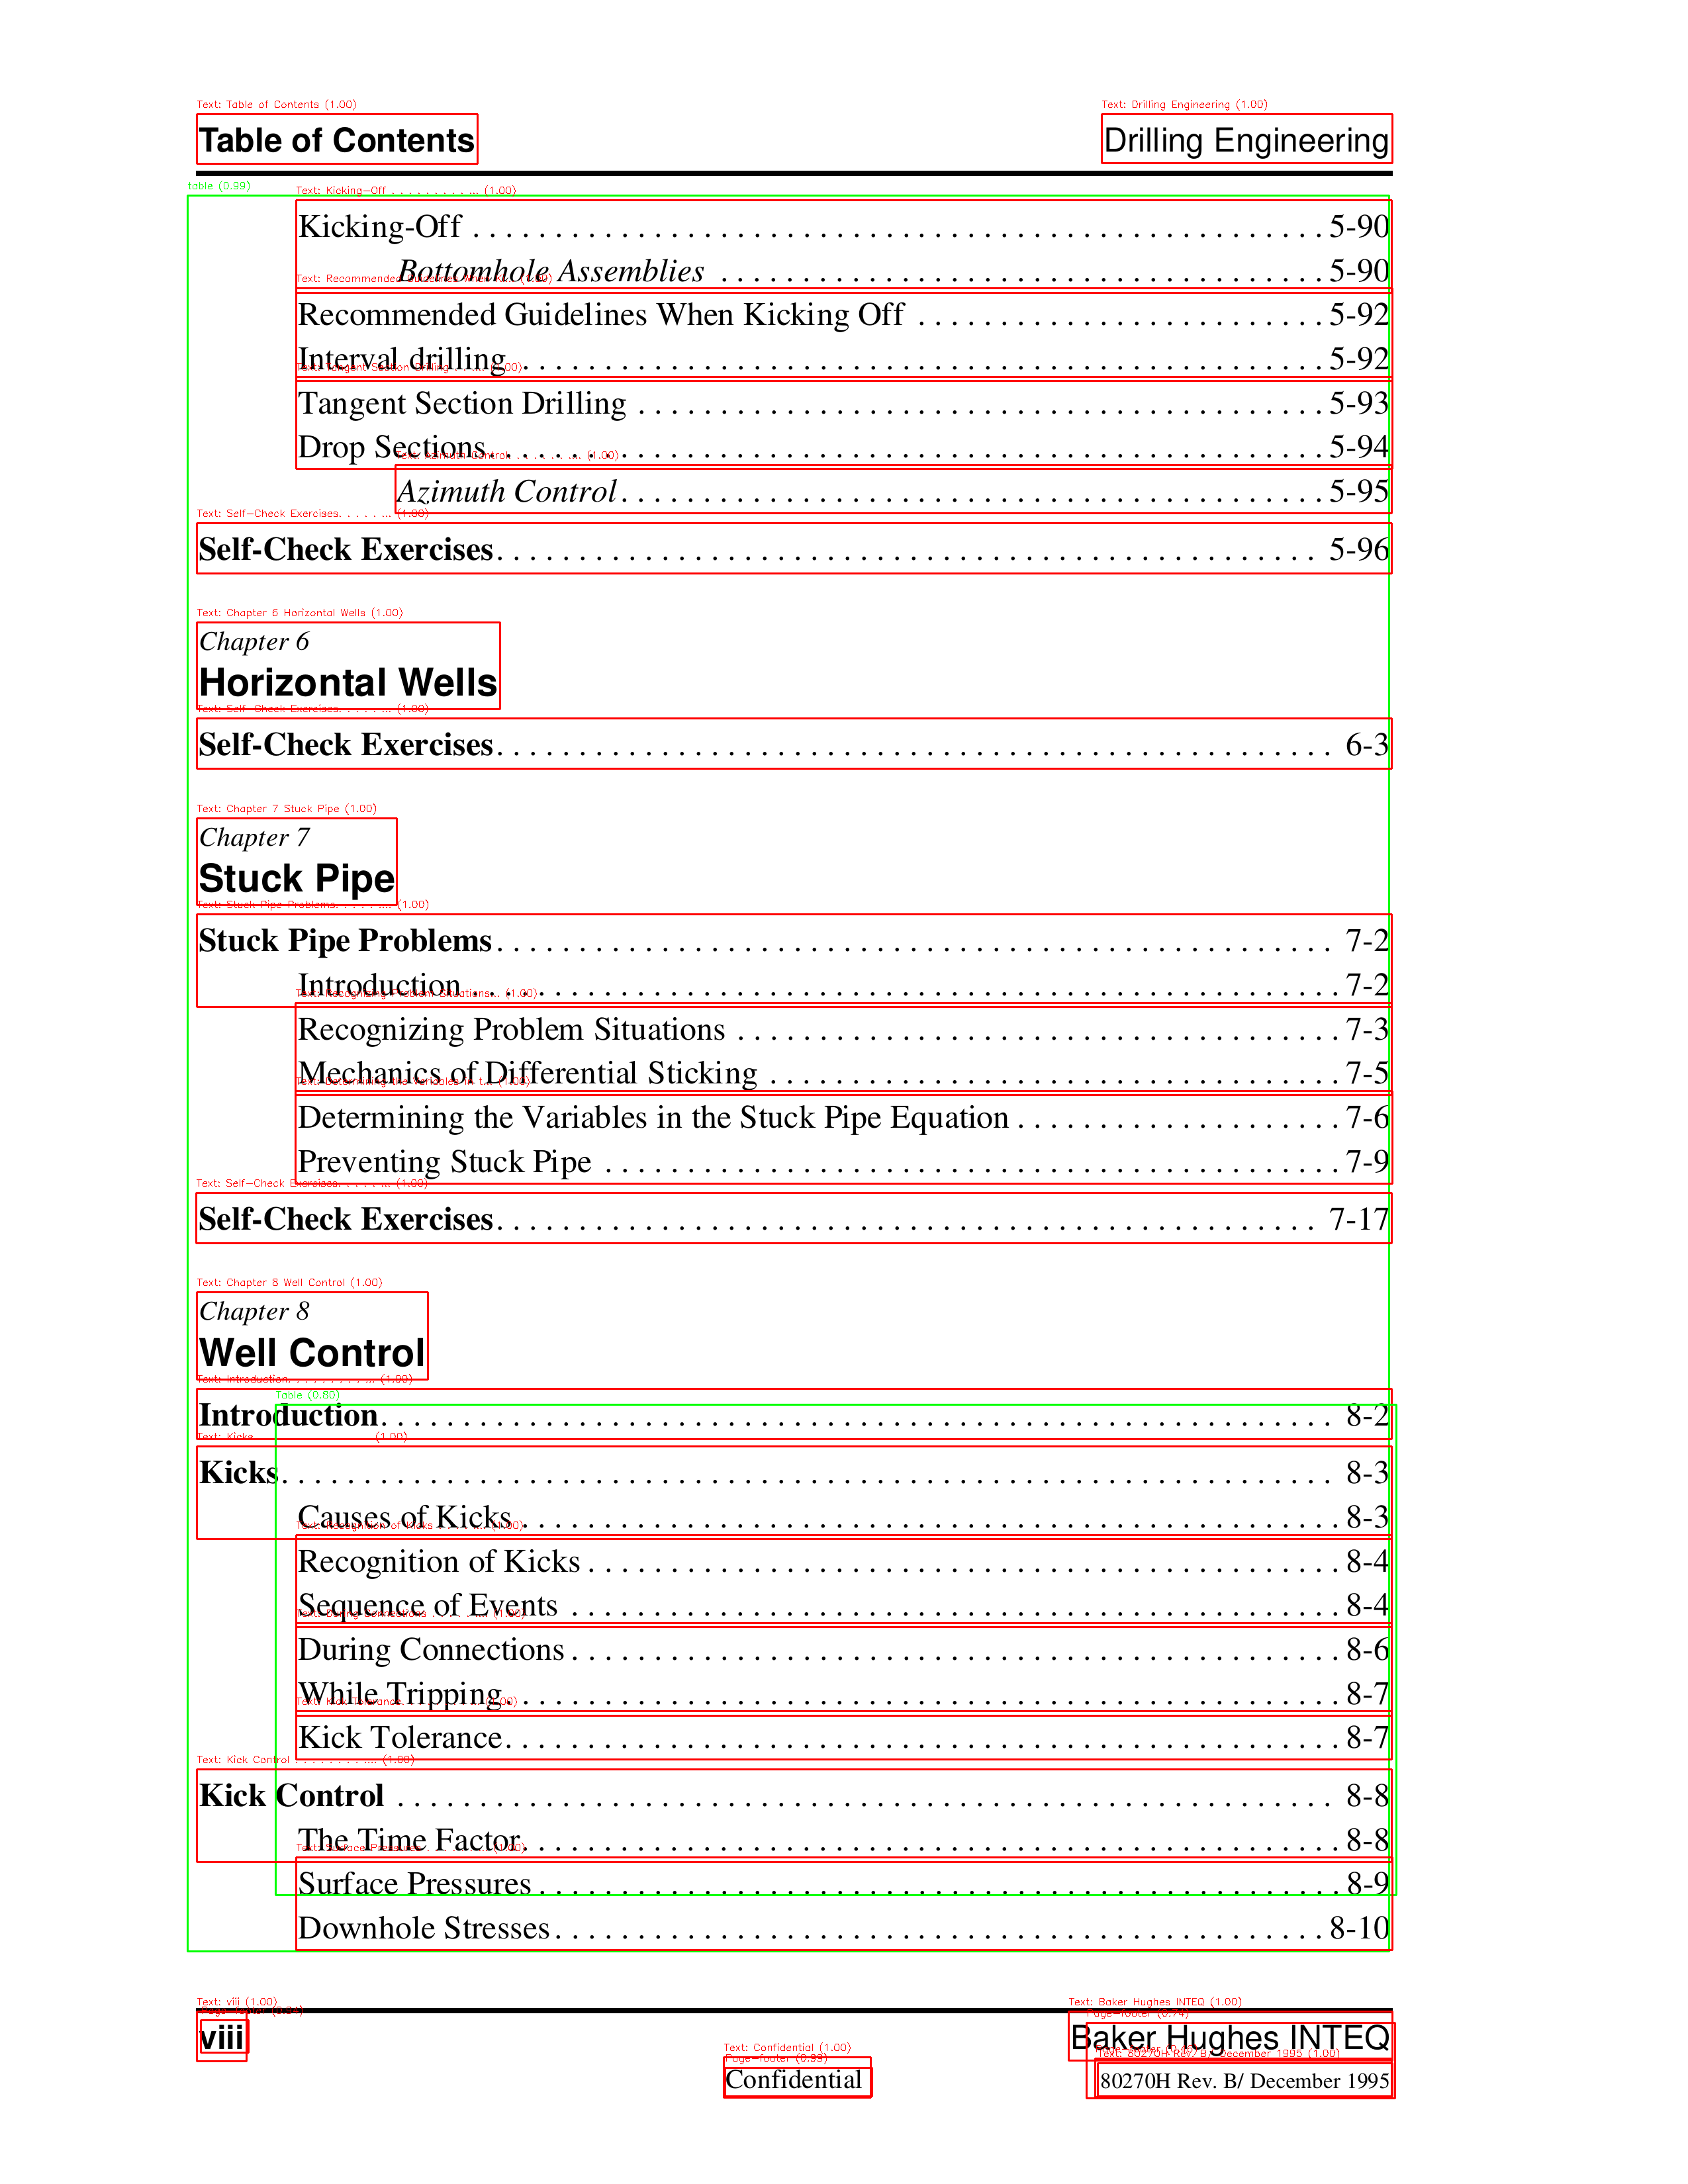 Table of Contents Drilling Engineering
Kicking-Off . . . . . . . . . . 5-90
Bottomhole Assemblies . . . . . . . . . . 5-90
Recommended Guidelines When Kicking Off . . . . . . . . . . 5-92
Interval drilling . . . . . . . . . . 5-92
Tangent Section Drilling . . . . . . . . . . 5-93
Drop Sections . . . . . . . . . . 5-94
Azimuth Control . . . . . . . . . . 5-95
Self-Check Exercises . . . . . . . . . . 5-96
Chapter 6
Horizontal Wells
Self-Check Exercises . . . . . . . . . . 6-3
Chapter 7
Stuck Pipe
Stuck Pipe Problems . . . . . . . . . . 7-2
Introduction . . . . . . . . . . 7-2
Recognizing Problem Situations . . . . . . . . . . 7-3
Mechanics of Differential Sticking . . . . . . . . . . 7-5
Determining the Variables in the Stuck Pipe Equation . . . . . . . . . . 7-6
Preventing Stuck Pipe . . . . . . . . . . 7-9
Self-Check Exercises . . . . . . . . . . 7-17
Chapter 8
Well Control
Introduction . . . . . . . . . . 8-2
Kicks . . . . . . . . . . 8-3
Causes of Kicks . . . . . . . . . . 8-3
Recognition of Kicks . . . . . . . . . . 8-4
Sequence of Events . . . . . . . . . . 8-4
During Connections . . . . . . . . . . 8-6
While Tripping . . . . . . . . . . 8-7
Kick Tolerance . . . . . . . . . . 8-7
Kick Control . . . . . . . . . . 8-8
The Time Factor . . . . . . . . . . 8-8
Surface Pressures . . . . . . . . . . 8-9
Downhole Stresses . . . . . . . . . . 8-10
viii Baker Hughes INTEQ
Confidential 80270H Rev. B/ December 1995